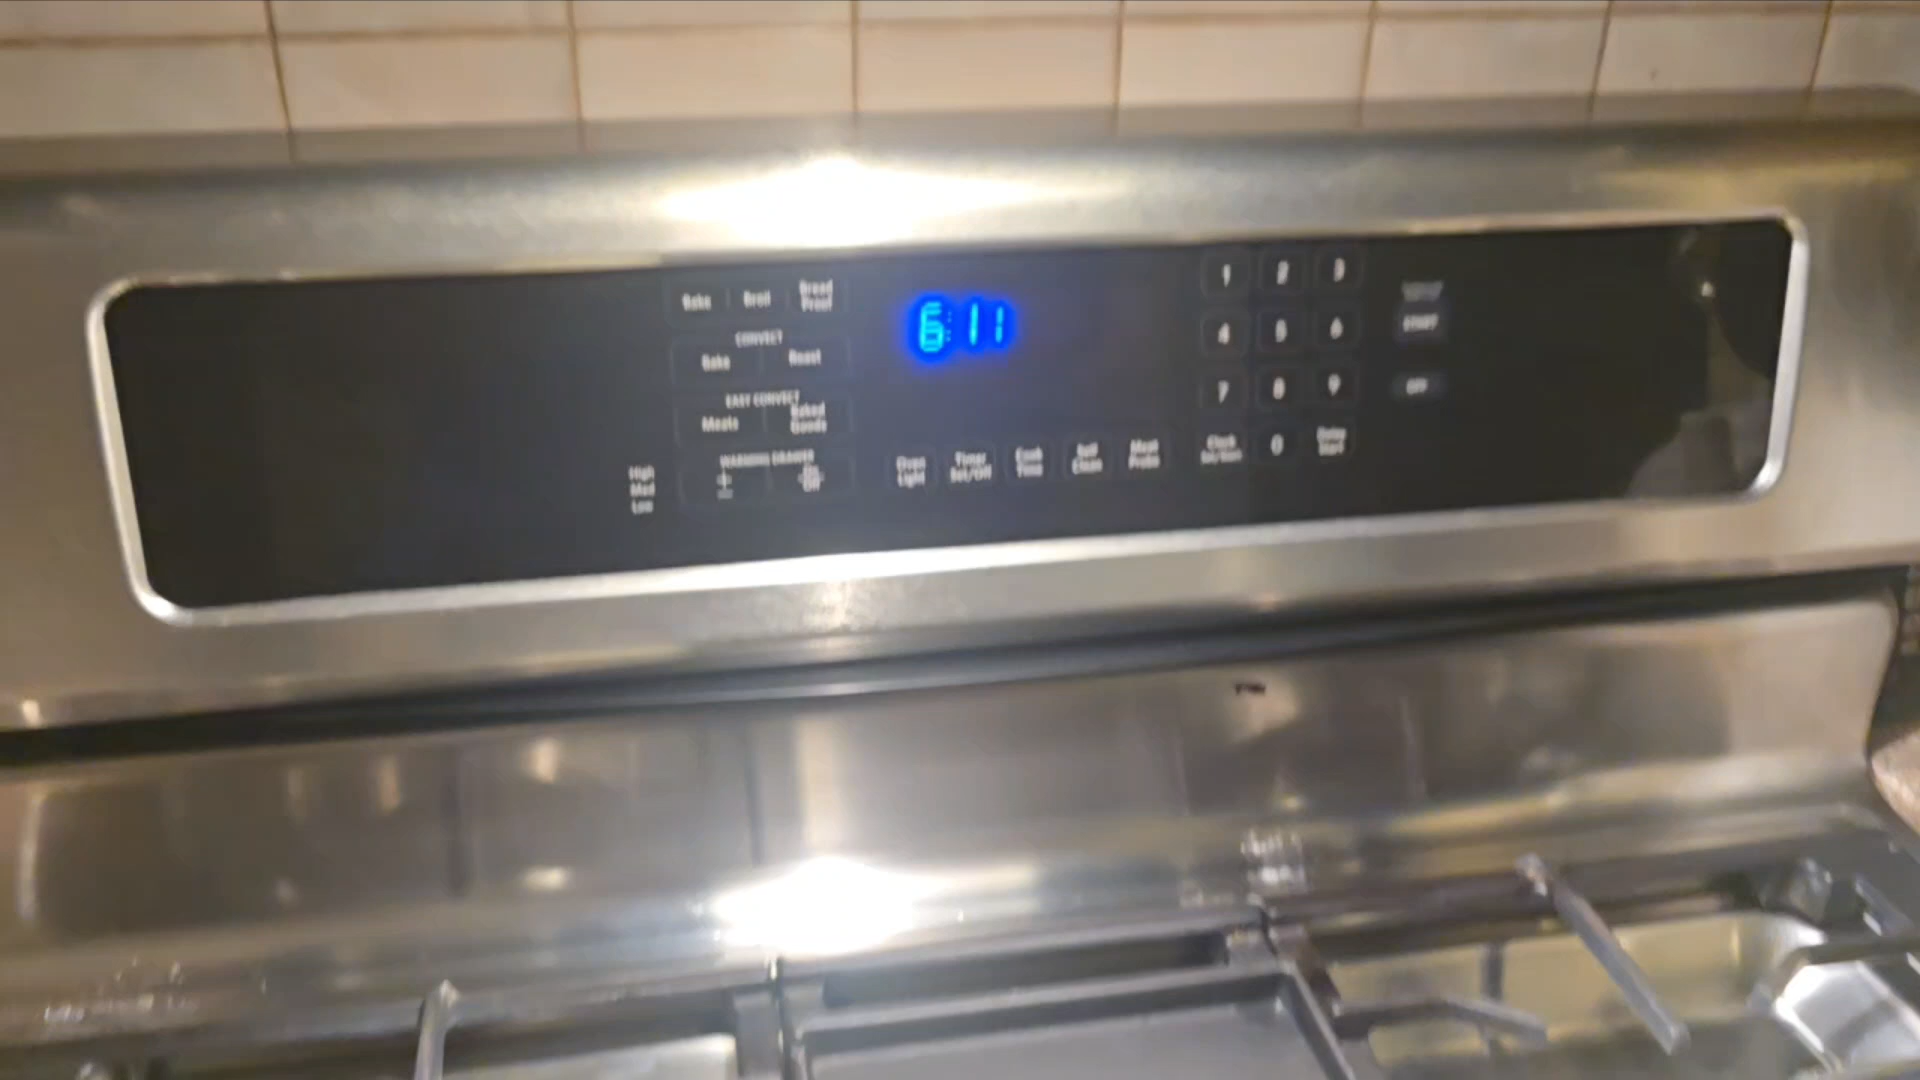 Bake Broil Bread Proof
CONVECT
Bake Roast
EASY CONVECT
Meats Baked Goods
WARMING DRAWER
High
Med
Low
+
−
On
Off
6:11
Oven Light
Timer Set/Off
Cook Time
Self Clean
Meat Probe
1 2 3
4 5 6
7 8 9
Clock 0 Delay Start
START
OFF